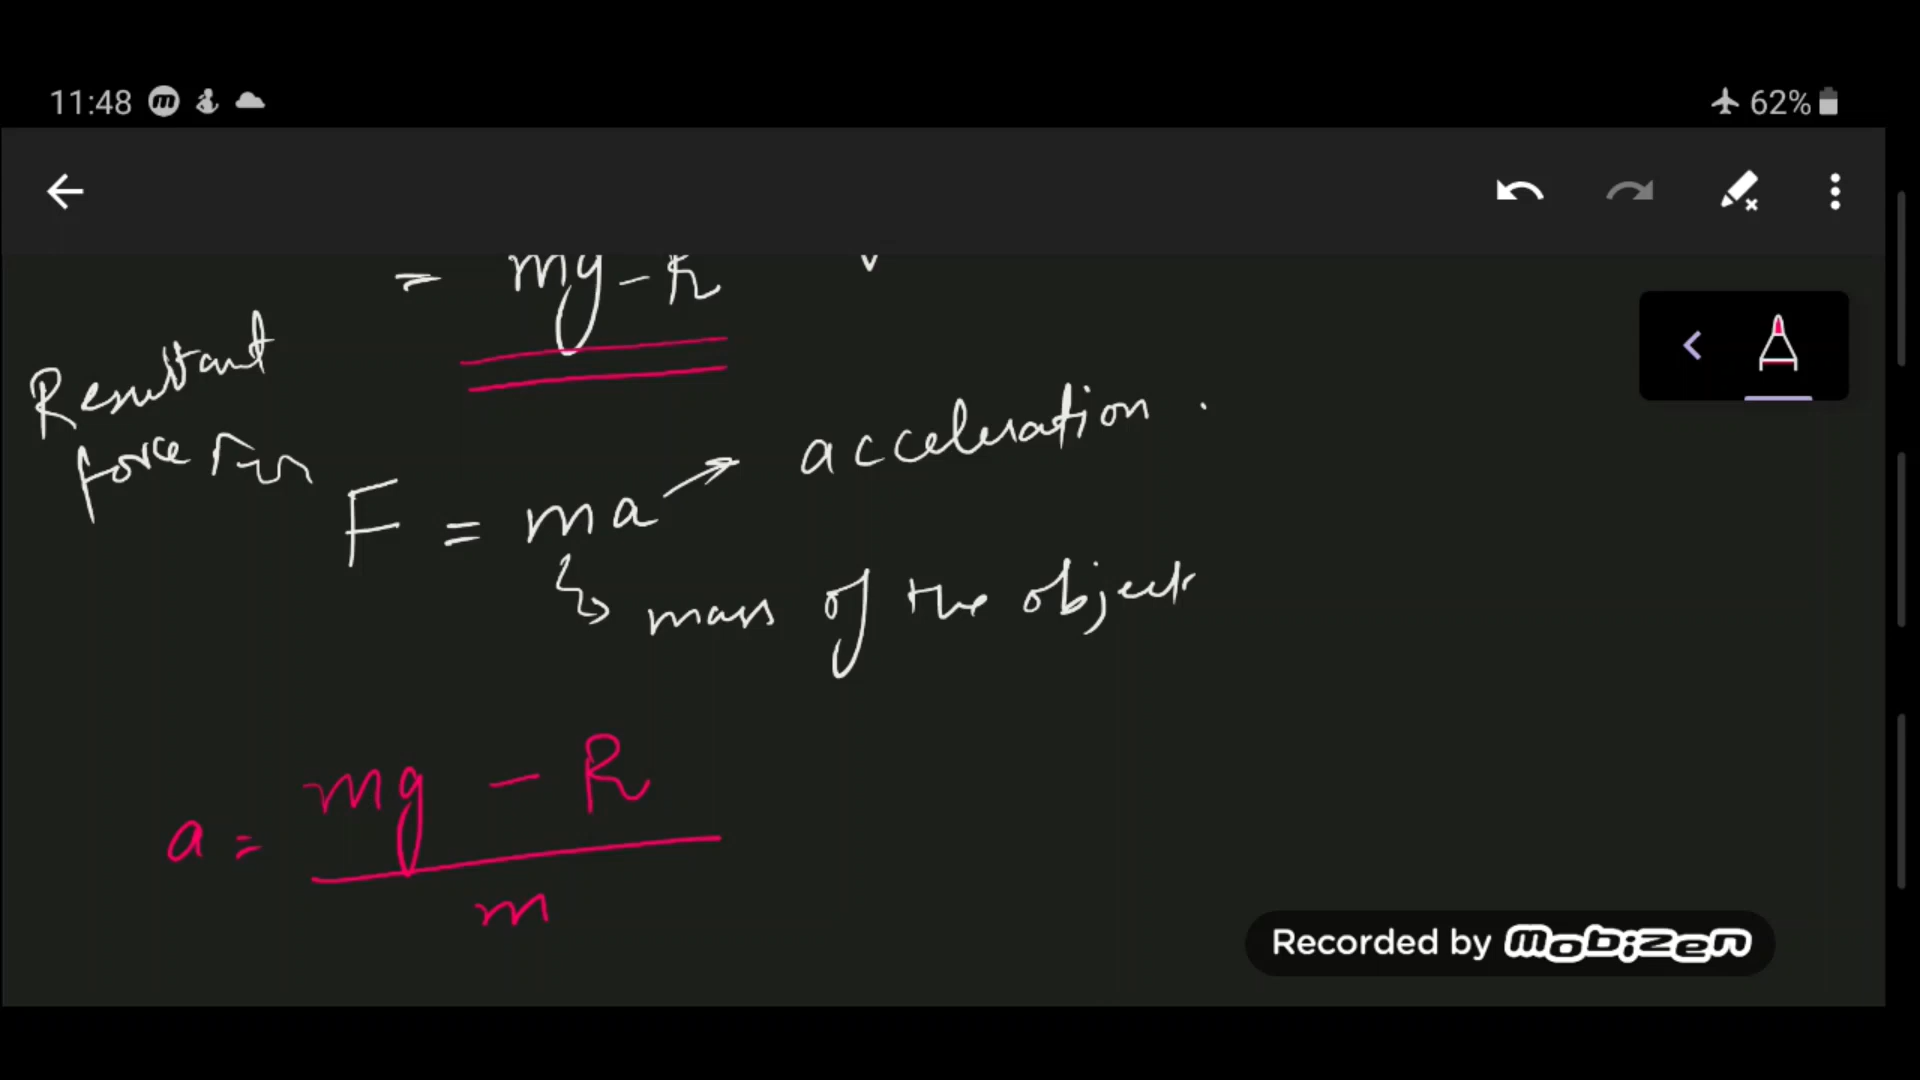 11:48 62%
= mg - R
Resultant
force
F = ma → acceleration .
mass of the object
a = mg - R
m
Recorded by mobizen